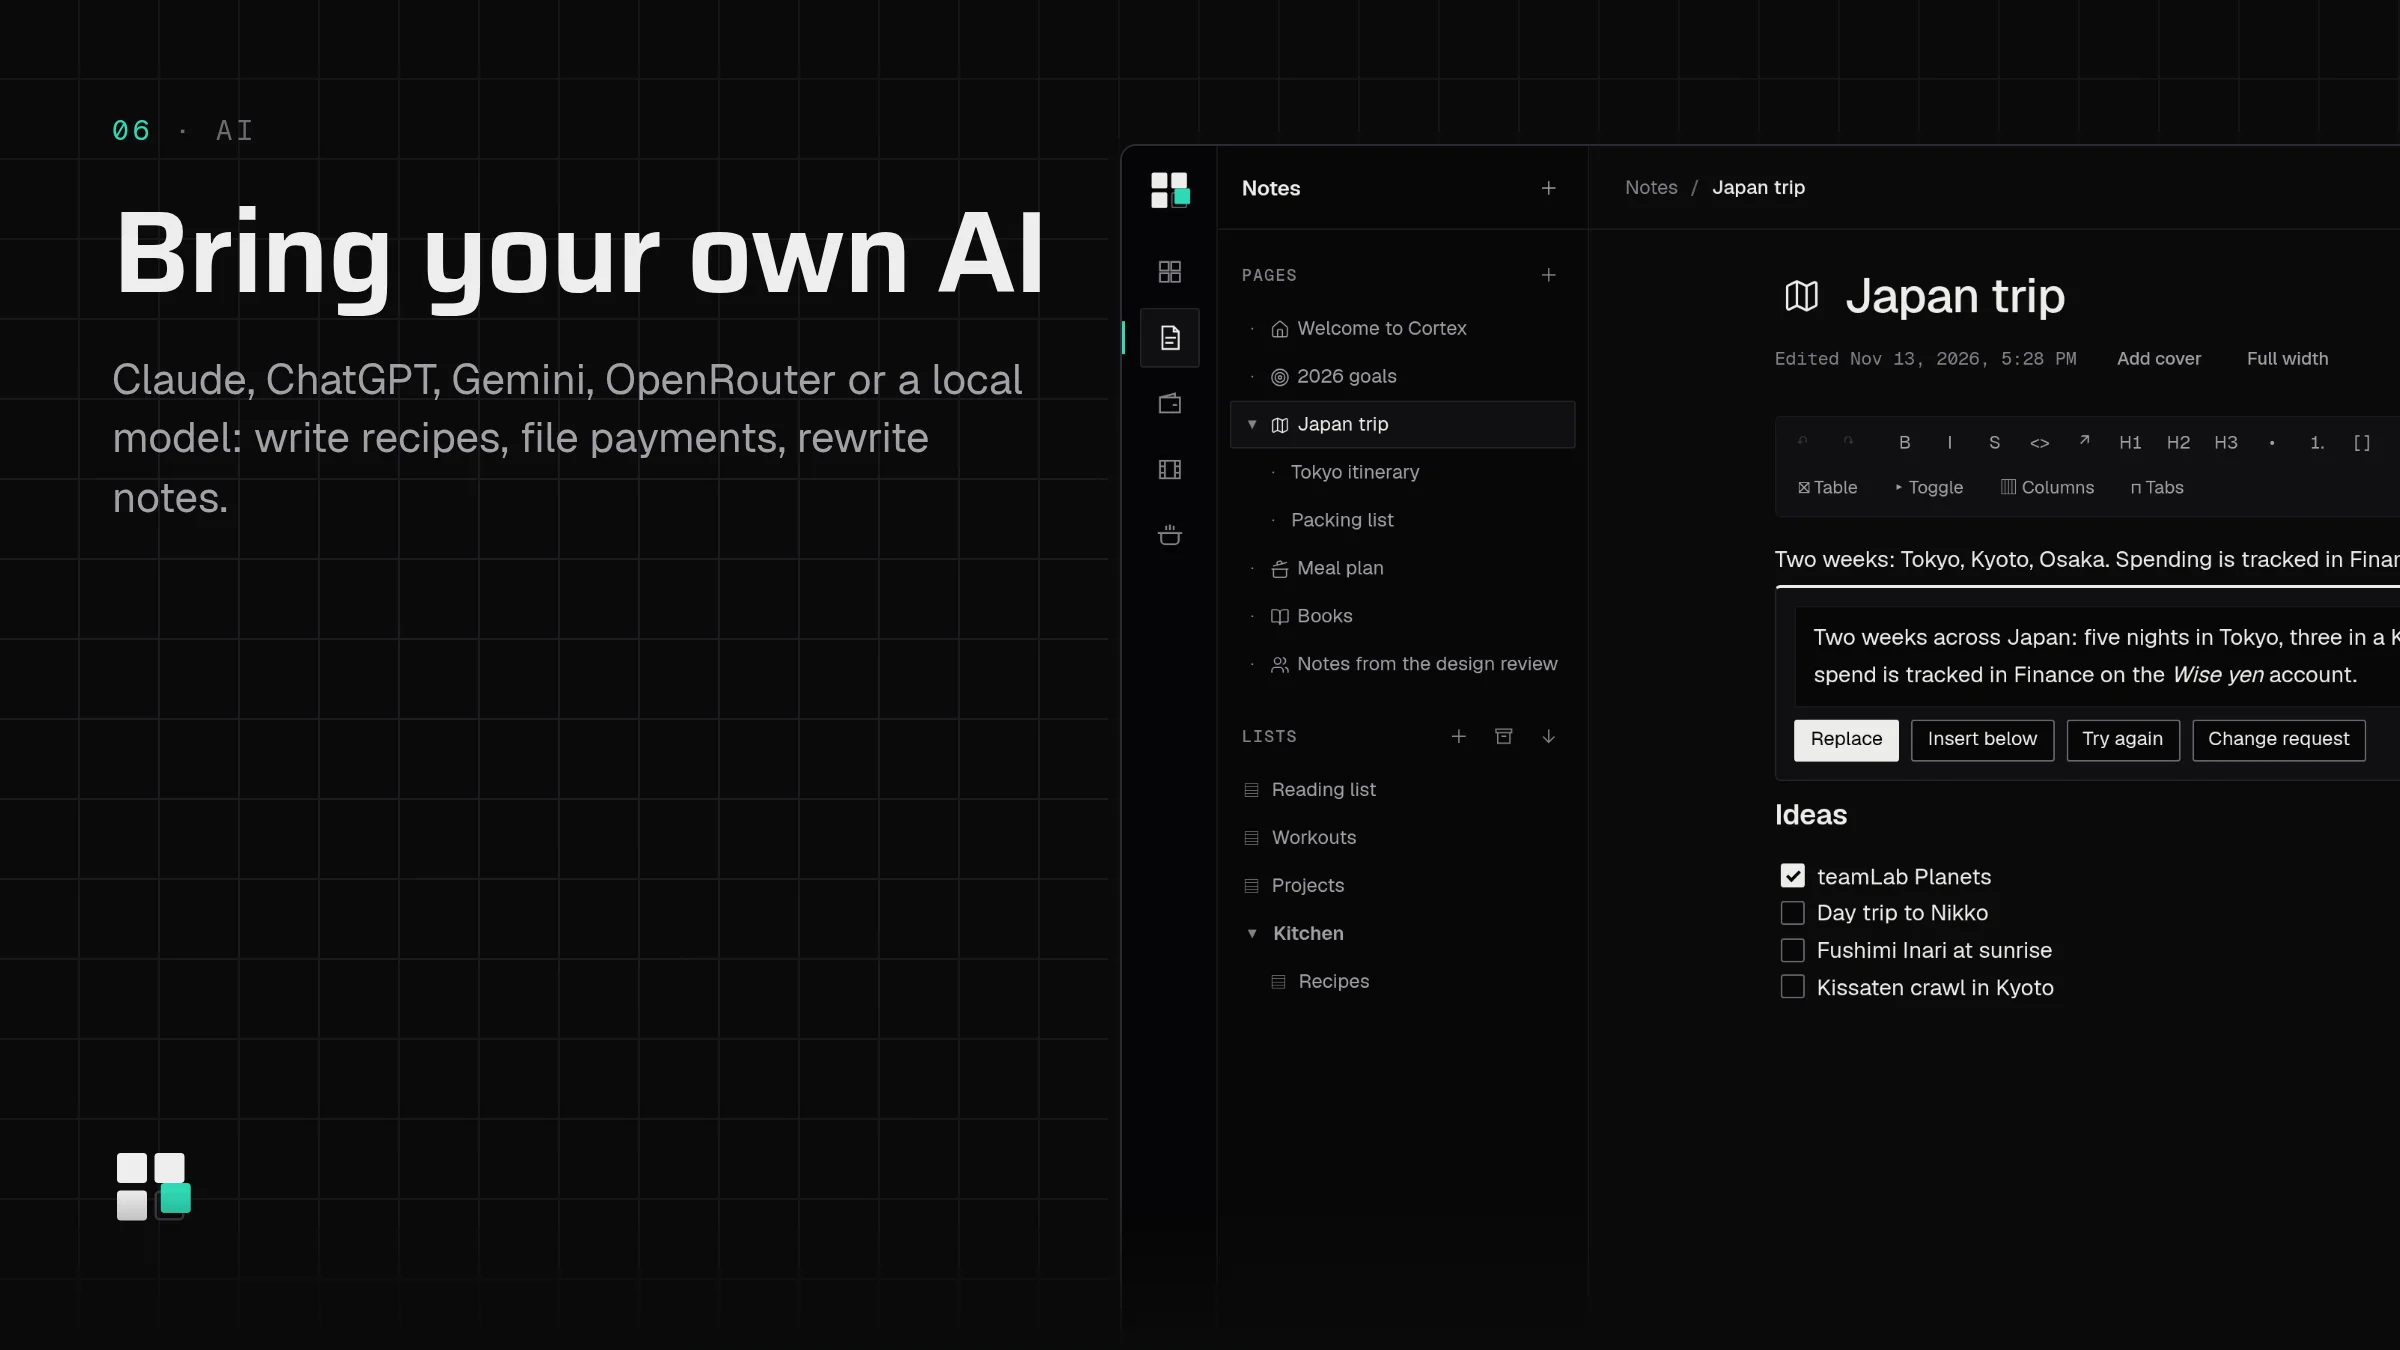 06 · AI
Bring your own AI
Claude, ChatGPT, Gemini, OpenRouter or a local
model: write recipes, file payments, rewrite
notes.
Notes
PAGES
Welcome to Cortex
2026 goals
Japan trip
Tokyo itinerary
Packing list
Meal plan
Books
Notes from the design review
LISTS
Reading list
Workouts
Projects
Kitchen
Recipes
Notes / Japan trip
Japan trip
Edited Nov 13, 2026, 5:28 PM Add cover Full width
B I S <> H1 H2 H3 • 1. []
Table Toggle Columns Tabs
Two weeks: Tokyo, Kyoto, Osaka. Spending is tracked in Finan
Two weeks across Japan: five nights in Tokyo, three in a K
spend is tracked in Finance on the Wise yen account.
Replace Insert below Try again Change request
Ideas
teamLab Planets
Day trip to Nikko
Fushimi Inari at sunrise
Kissaten crawl in Kyoto